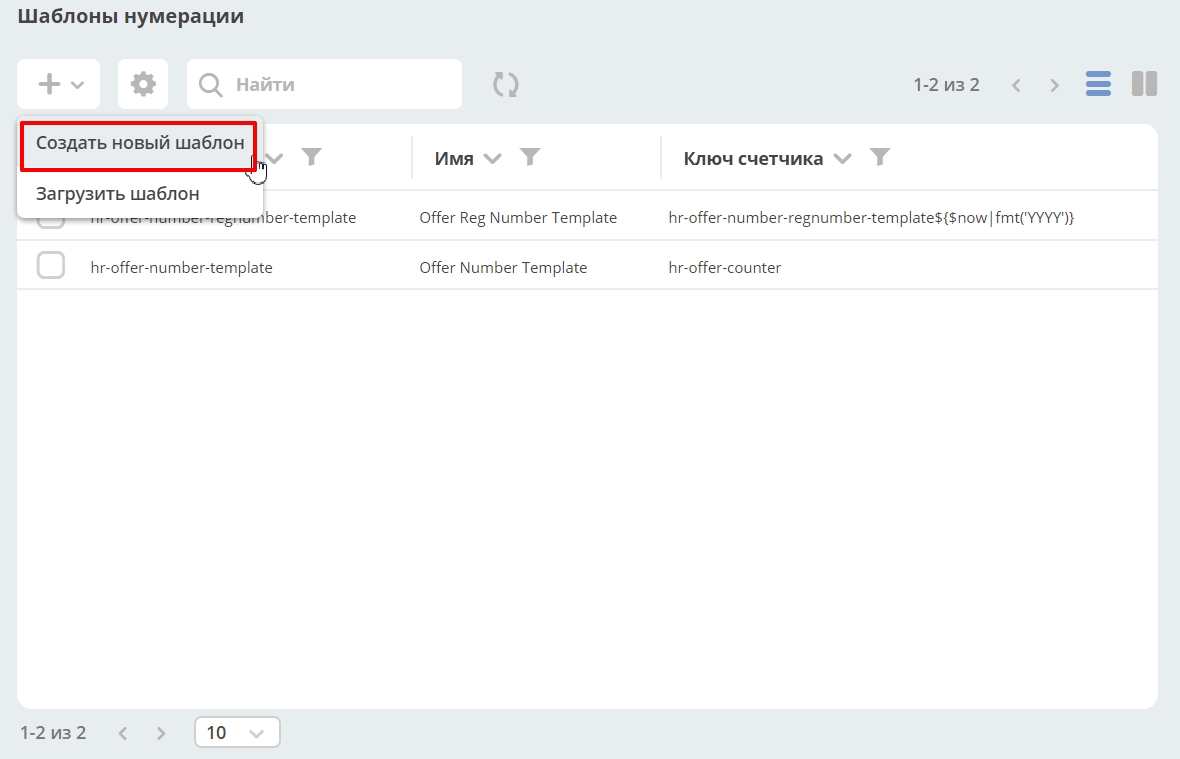 Шаблоны нумерации
Найти
1-2 из 2
Создать новый шаблон
Загрузить шаблон
Имя
Ключ счетчика
hr-offer-number-regnumber-template
Offer Reg Number Template
hr-offer-number-regnumber-template${$now|fmt('YYYY')}
hr-offer-number-template
Offer Number Template
hr-offer-counter
1-2 из 2
10